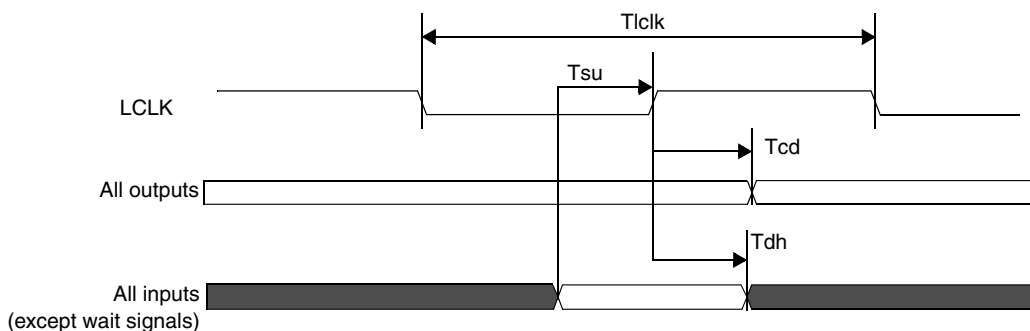 Tlclk
Tsu
LCLK
Tcd
All outputs
Tdh
All inputs
(except wait signals)